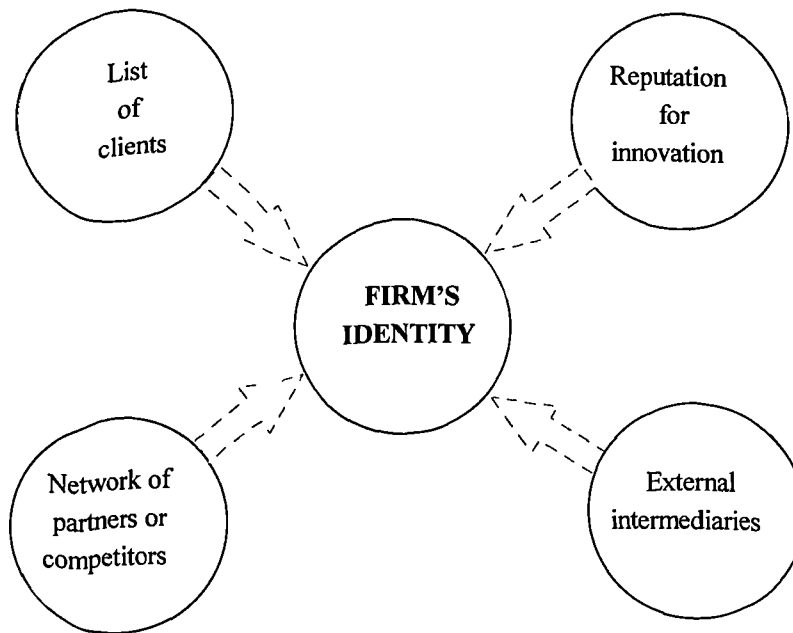 List
of
clients
Reputation
for
innovation
FIRM'S
IDENTITY
Network of
partners or
competitors
External
intermediaries